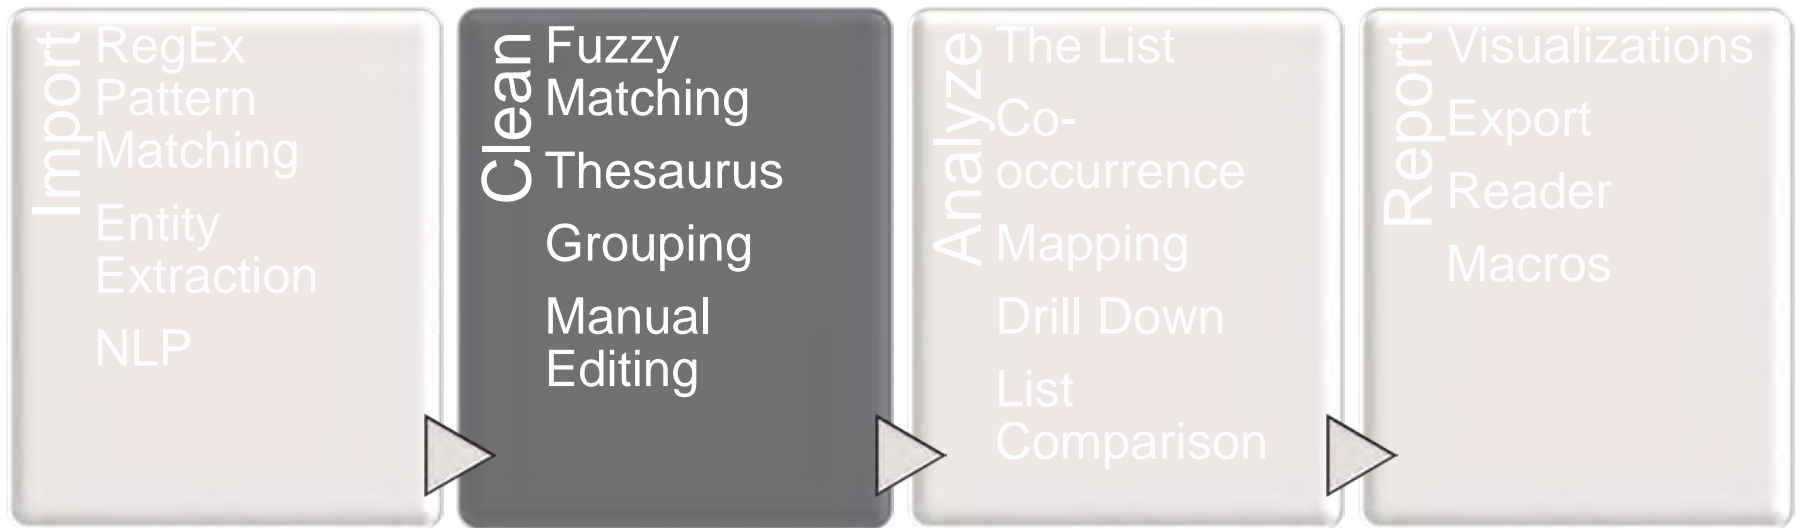 Import
RegEx
Pattern
Matching
Entity
Extraction
NLP
Clean
Fuzzy
Matching
Thesaurus
Grouping
Manual
Editing
Analyze
The List
Co-
occurrence
Mapping
Drill Down
List
Comparison
Report
Visualizations
Export
Reader
Macros